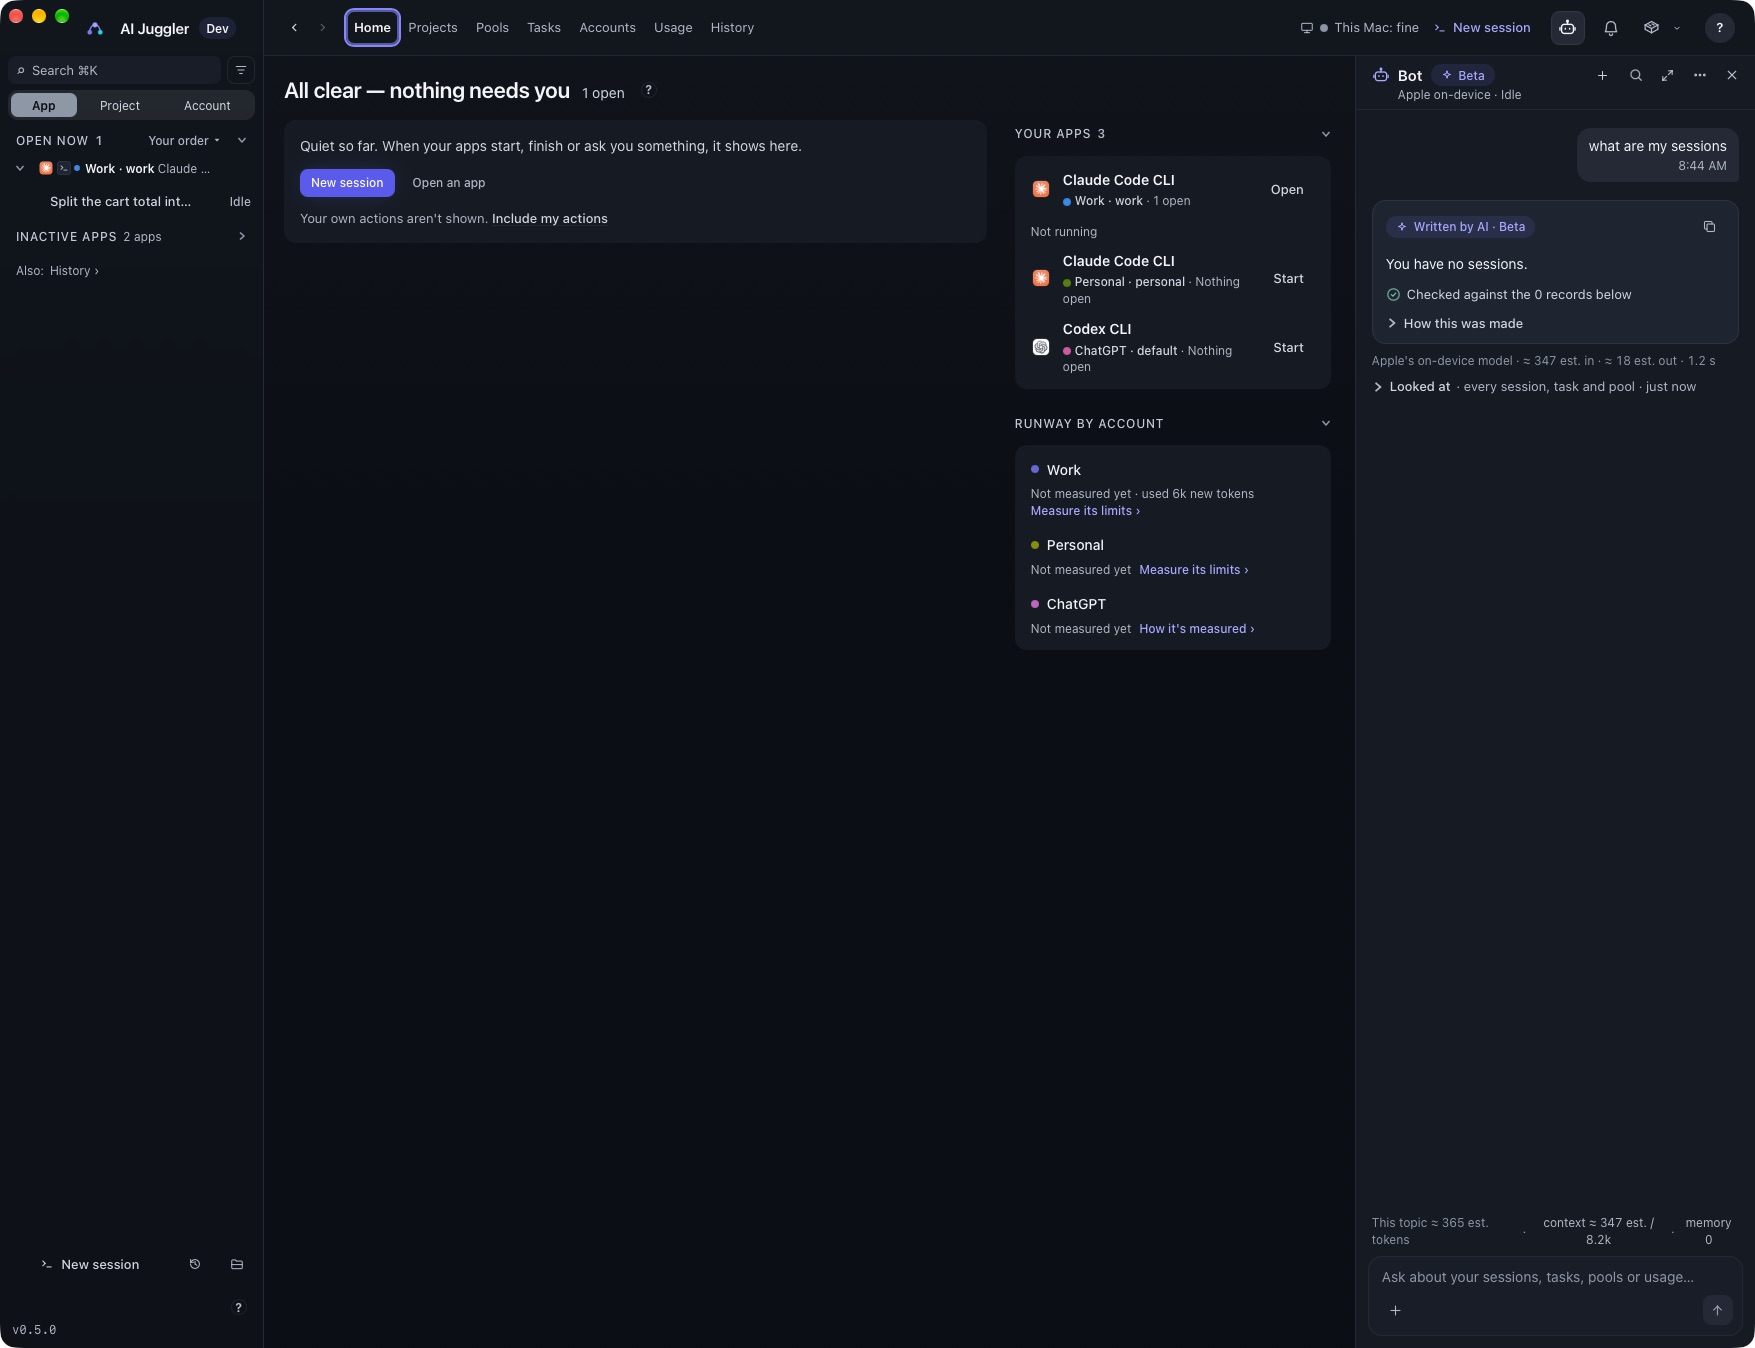 AI Juggler Dev
Search ⌘K
App Project Account
OPEN NOW 1 Your order
Work · work Claude ...
Split the cart total int... Idle
INACTIVE APPS 2 apps
Also: History ›
New session
?
v0.5.0
Home Projects Pools Tasks Accounts Usage History
This Mac: fine New session ?
All clear — nothing needs you 1 open ?
Quiet so far. When your apps start, finish or ask you something, it shows here.
New session Open an app
Your own actions aren't shown. Include my actions
YOUR APPS 3
Claude Code CLI
Work · work · 1 open
Open
Not running
Claude Code CLI
Personal · personal · Nothing
open
Start
Codex CLI
ChatGPT · default · Nothing
open
Start
RUNWAY BY ACCOUNT
Work
Not measured yet · used 6k new tokens
Measure its limits ›
Personal
Not measured yet Measure its limits ›
ChatGPT
Not measured yet How it's measured ›
Bot Beta
Apple on-device · Idle
what are my sessions
8:44 AM
Written by AI · Beta
You have no sessions.
Checked against the 0 records below
How this was made
Apple's on-device model · ≈ 347 est. in · ≈ 18 est. out · 1.2 s
Looked at · every session, task and pool · just now
This topic ≈ 365 est.
tokens
·
context ≈ 347 est. /
8.2k
·
memory
0
Ask about your sessions, tasks, pools or usage...